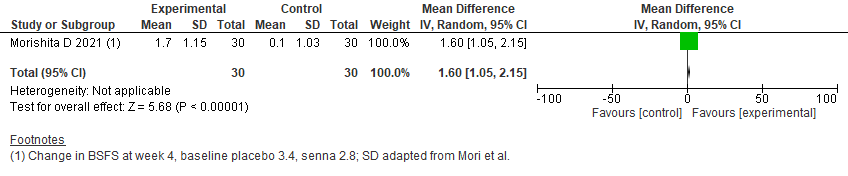 Experimental Control Mean Difference Mean Difference
Study or Subgroup Mean SD Total Mean SD Total Weight IV, Random, 95% CI IV, Random, 95% CI
Morishita D 2021 (1) 1.7 1.15 30 0.1 1.03 30 100.0% 1.60 [1.05, 2.15]
Total (95% CI) 30 30 100.0% 1.60 [1.05, 2.15]
Heterogeneity: Not applicable
Test for overall effect: Z = 5.68 (P < 0.00001)
-100 -50 0 50 100
Favours [control] Favours [experimental]
Footnotes
(1) Change in BSFS at week 4, baseline placebo 3.4, senna 2.8; SD adapted from Mori et al.